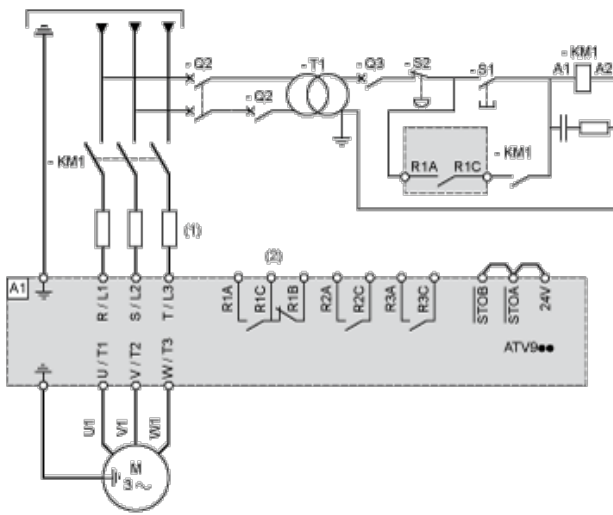 - Q2
- T1
- Q3
- S2
- S1
- KM1
A1
A2
- Q2
- KM1
R1A R1C
- KM1
(1)
(2)
A1
R / L1
S / L2
T / L3
R1A
R1C
R1B
R2A
R2C
R3A
R3C
STOB
STOA
24V
ATV9●●
U / T1
V / T2
W / T3
U1
V1
W1
M
3 ~